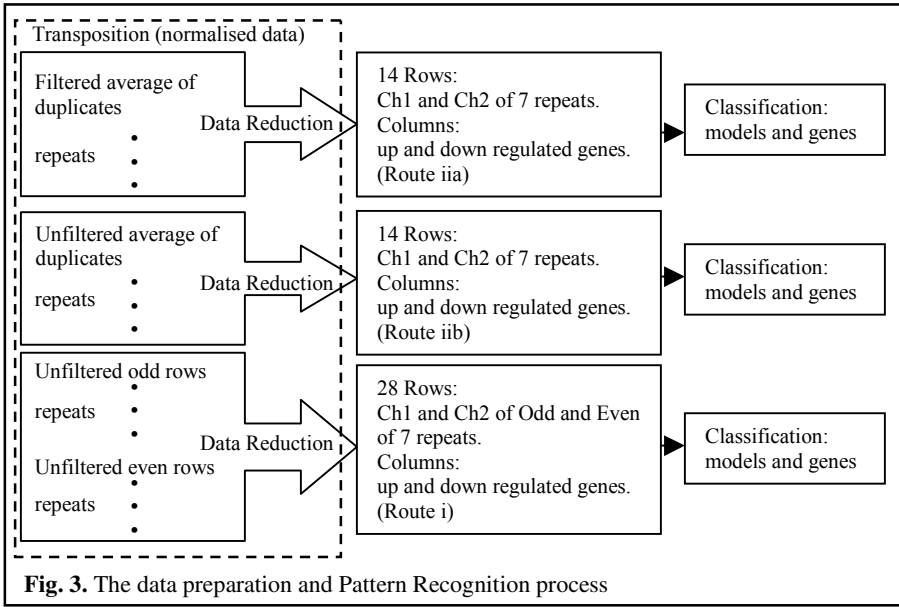 Transposition (normalised data)
Filtered average of
duplicates
repeats
Data Reduction
14 Rows:
Ch1 and Ch2 of 7 repeats.
Columns:
up and down regulated genes.
(Route iia)
Classification:
models and genes
Unfiltered average of
duplicates
repeats
Data Reduction
14 Rows:
Ch1 and Ch2 of 7 repeats.
Columns:
up and down regulated genes.
(Route iib)
Classification:
models and genes
Unfiltered odd rows
repeats
Unfiltered even rows
repeats
Data Reduction
28 Rows:
Ch1 and Ch2 of Odd and Even
of 7 repeats.
Columns:
up and down regulated genes.
(Route i)
Classification:
models and genes
Fig. 3. The data preparation and Pattern Recognition process